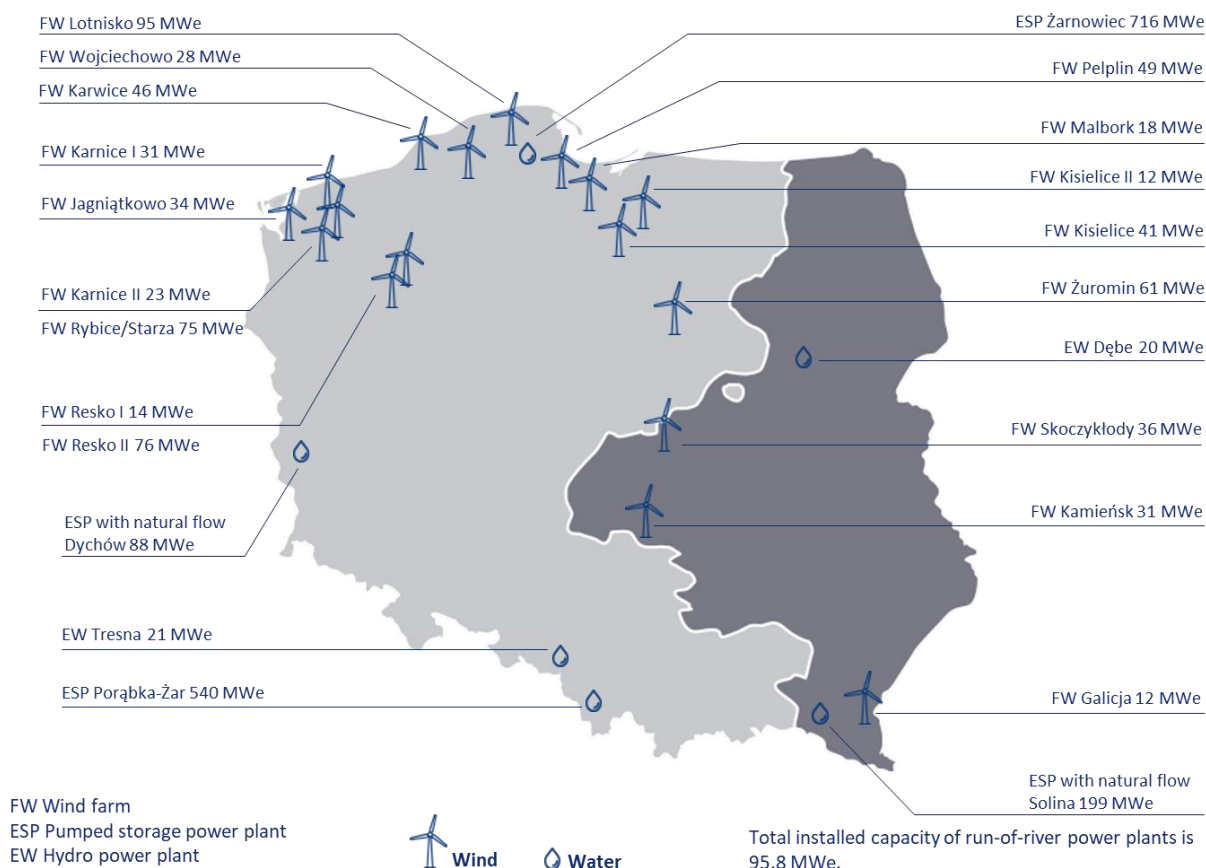 FW Lotnisko 95 MWe
FW Wojciechowo 28 MWe
FW Karwice 46 MWe
FW Karnice I 31 MWe
FW Jagniątkowo 34 MWe
FW Karnice II 23 MWe
FW Rybice/Starza 75 MWe
FW Resko I 14 MWe
FW Resko II 76 MWe
ESP with natural flow
Dychów 88 MWe
EW Tresna 21 MWe
ESP Porąbka-Żar 540 MWe
ESP Żarnowiec 716 MWe
FW Pelplin 49 MWe
FW Malbork 18 MWe
FW Kisielice II 12 MWe
FW Kisielice 41 MWe
FW Żuromin 61 MWe
EW Dębe 20 MWe
FW Skoczykłody 36 MWe
FW Kamieńsk 31 MWe
FW Galicja 12 MWe
ESP with natural flow
Solina 199 MWe
FW Wind farm
ESP Pumped storage power plant
EW Hydro power plant
Wind
Water
Total installed capacity of run-of-river power plants is
95.8 MWe.